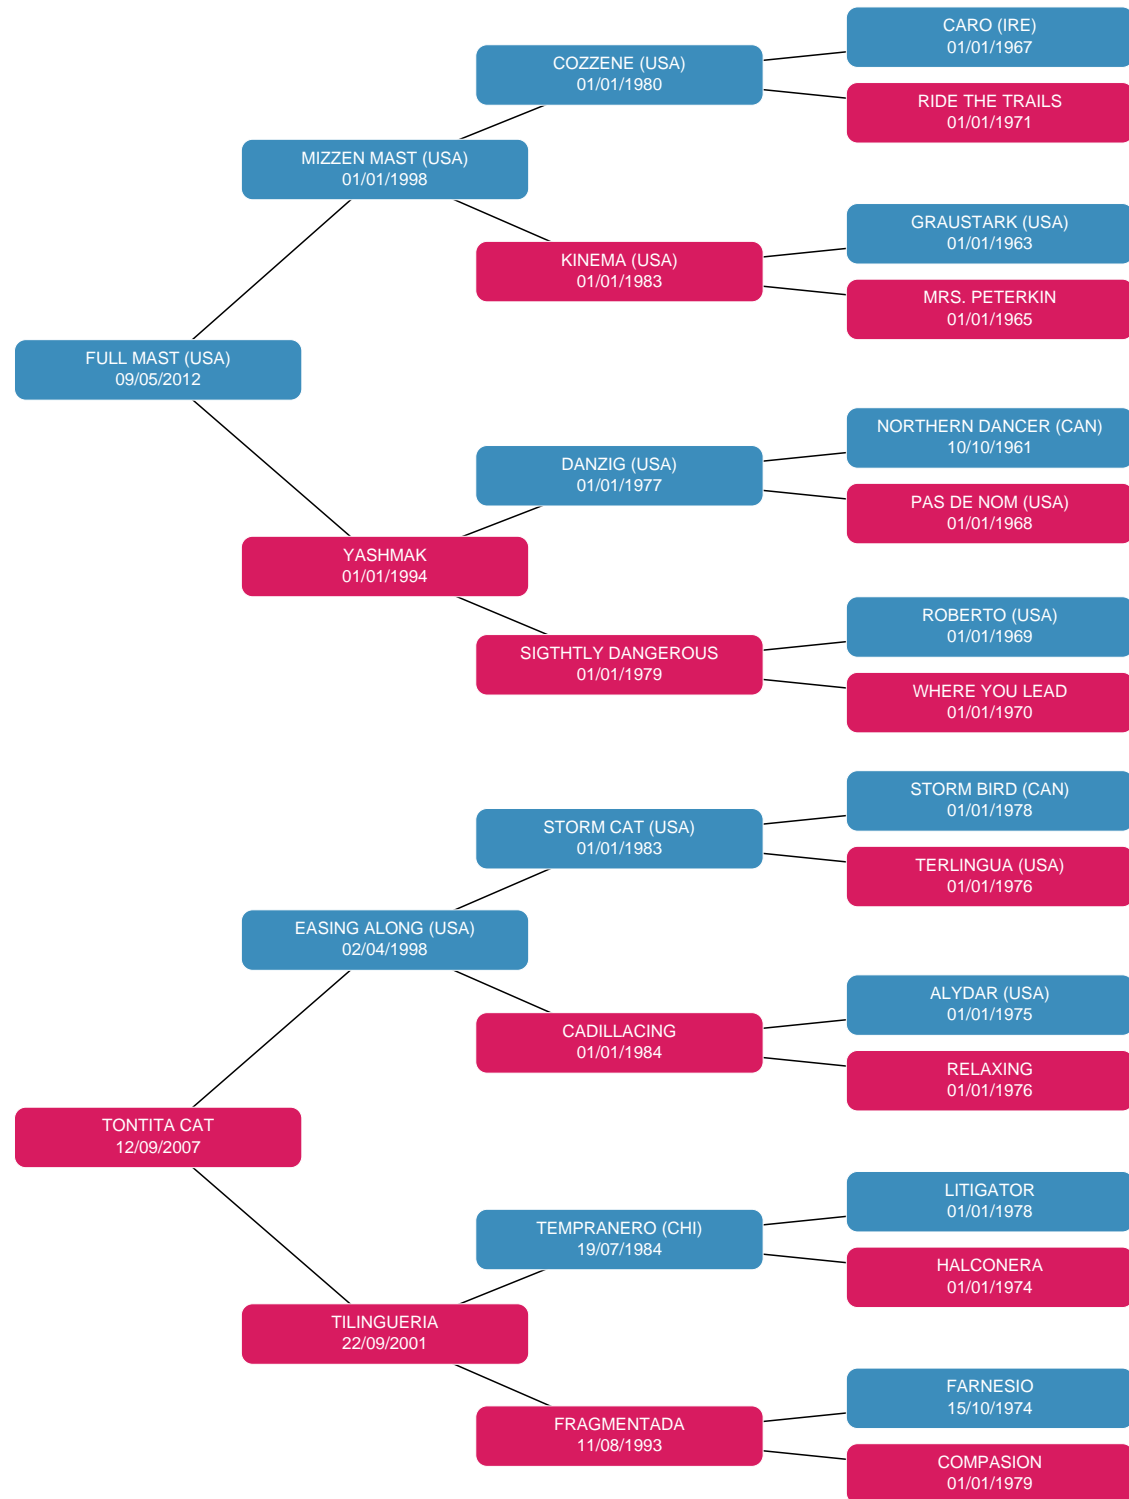 CARO (IRE)
01/01/1967
COZZENE (USA)
01/01/1980
RIDE THE TRAILS
01/01/1971
MIZZEN MAST (USA)
01/01/1998
GRAUSTARK (USA)
01/01/1963
KINEMA (USA)
01/01/1983
MRS. PETERKIN
01/01/1965
FULL MAST (USA)
09/05/2012
NORTHERN DANCER (CAN)
10/10/1961
DANZIG (USA)
01/01/1977
PAS DE NOM (USA)
01/01/1968
YASHMAK
01/01/1994
ROBERTO (USA)
01/01/1969
SIGTHTLY DANGEROUS
01/01/1979
WHERE YOU LEAD
01/01/1970
STORM BIRD (CAN)
01/01/1978
STORM CAT (USA)
01/01/1983
TERLINGUA (USA)
01/01/1976
EASING ALONG (USA)
02/04/1998
ALYDAR (USA)
01/01/1975
CADILLACING
01/01/1984
RELAXING
01/01/1976
TONTITA CAT
12/09/2007
LITIGATOR
01/01/1978
TEMPRANERO (CHI)
19/07/1984
HALCONERA
01/01/1974
TILINGUERIA
22/09/2001
FARNESIO
15/10/1974
FRAGMENTADA
11/08/1993
COMPASION
01/01/1979